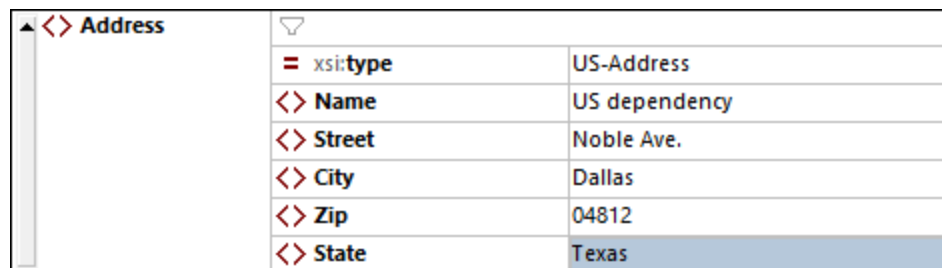 Address
xsi:type US-Address
Name US dependency
Street Noble Ave.
City Dallas
Zip 04812
State Texas